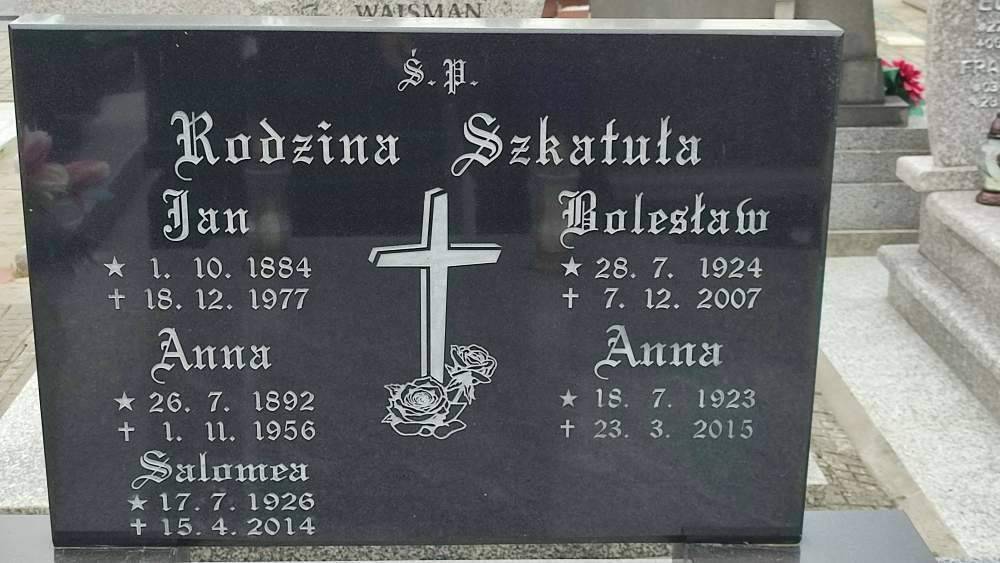 WAJSMAN
Ś.P.
Rodzina Szkatuła
Jan
★ 1. 10. 1884
✝ 18. 12. 1977
Anna
★ 26. 7. 1892
✝ 1. 11. 1956
Salomea
★ 17. 7. 1926
✝ 15. 4. 2014
Bolesław
★ 28. 7. 1924
✝ 7. 12. 2007
Anna
★ 18. 7. 1923
✝ 23. 3. 2015